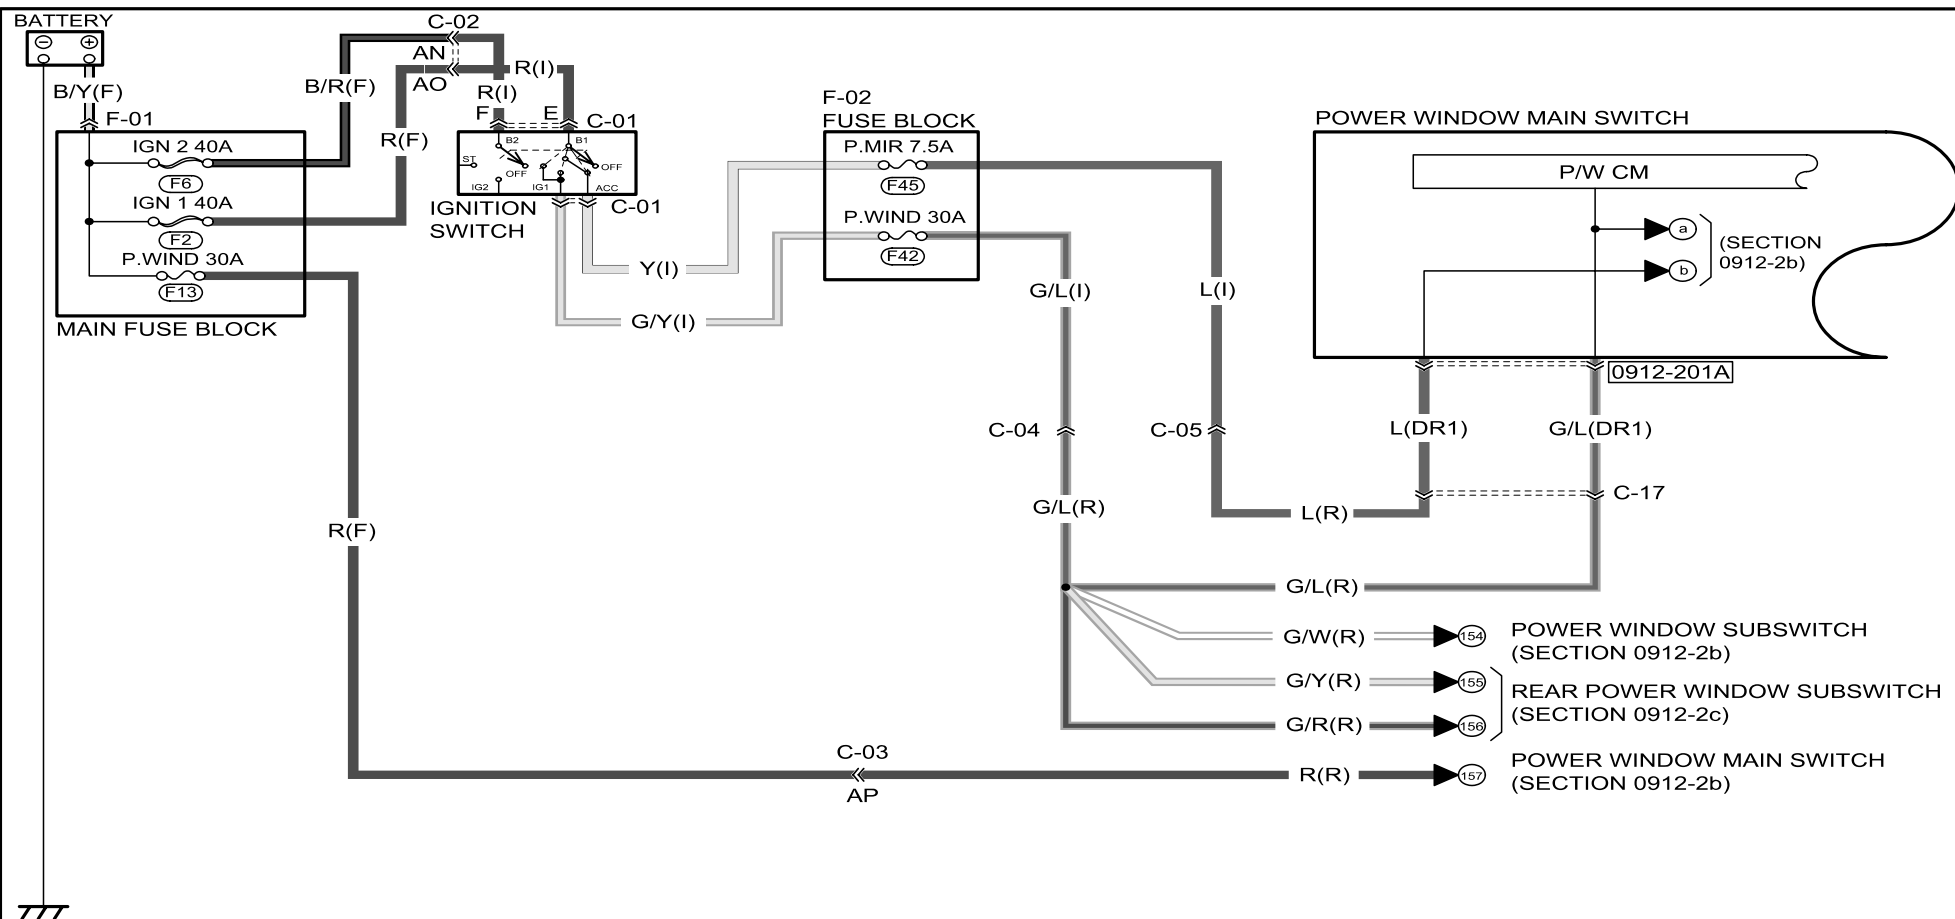 BATTERY
C-02
AN
AO
R(I)
B/R(F)
R(I)
B/Y(F)
F E
C-01
F-01
R(F)
IGN 2 40A
F6
IGN 1 40A
F2
P.WIND 30A
F13
MAIN FUSE BLOCK
B2
B1
ST
OFF
OFF
IG2
IG1
ACC
C-01
IGNITION
SWITCH
Y(I)
G/Y(I)
F-02
FUSE BLOCK
P.MIR 7.5A
F45
P.WIND 30A
F42
G/L(I)
L(I)
POWER WINDOW MAIN SWITCH
P/W CM
a
b
(SECTION
0912-2b)
0912-201A
C-04
C-05
L(DR1)
G/L(DR1)
C-17
G/L(R)
L(R)
R(F)
G/L(R)
G/W(R)
154
POWER WINDOW SUBSWITCH
(SECTION 0912-2b)
G/Y(R)
155
REAR POWER WINDOW SUBSWITCH
(SECTION 0912-2c)
G/R(R)
156
C-03
AP
R(R)
157
POWER WINDOW MAIN SWITCH
(SECTION 0912-2b)